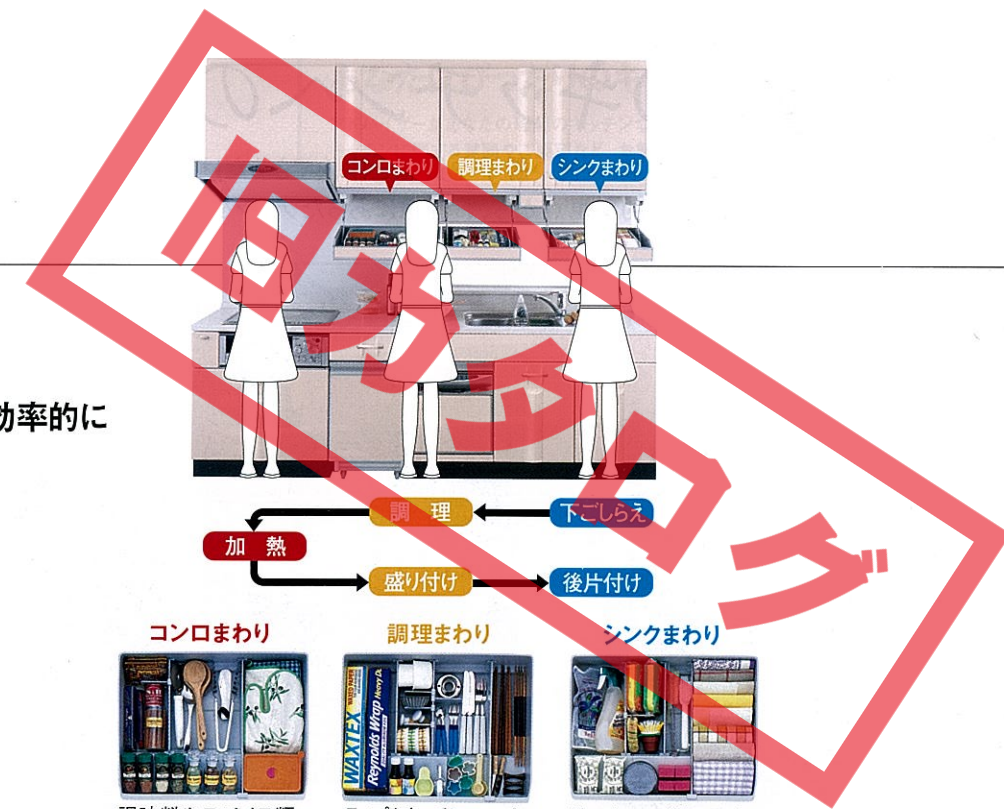 コンロまわり 調理まわり シンクまわり
効率的に
調 理 下ごしらえ
加 熱
盛り付け 後片付け
コンロまわり 調理まわり シンクまわり
WAXTEX
Reynolds Wrap Heavy D.
旧カタログ